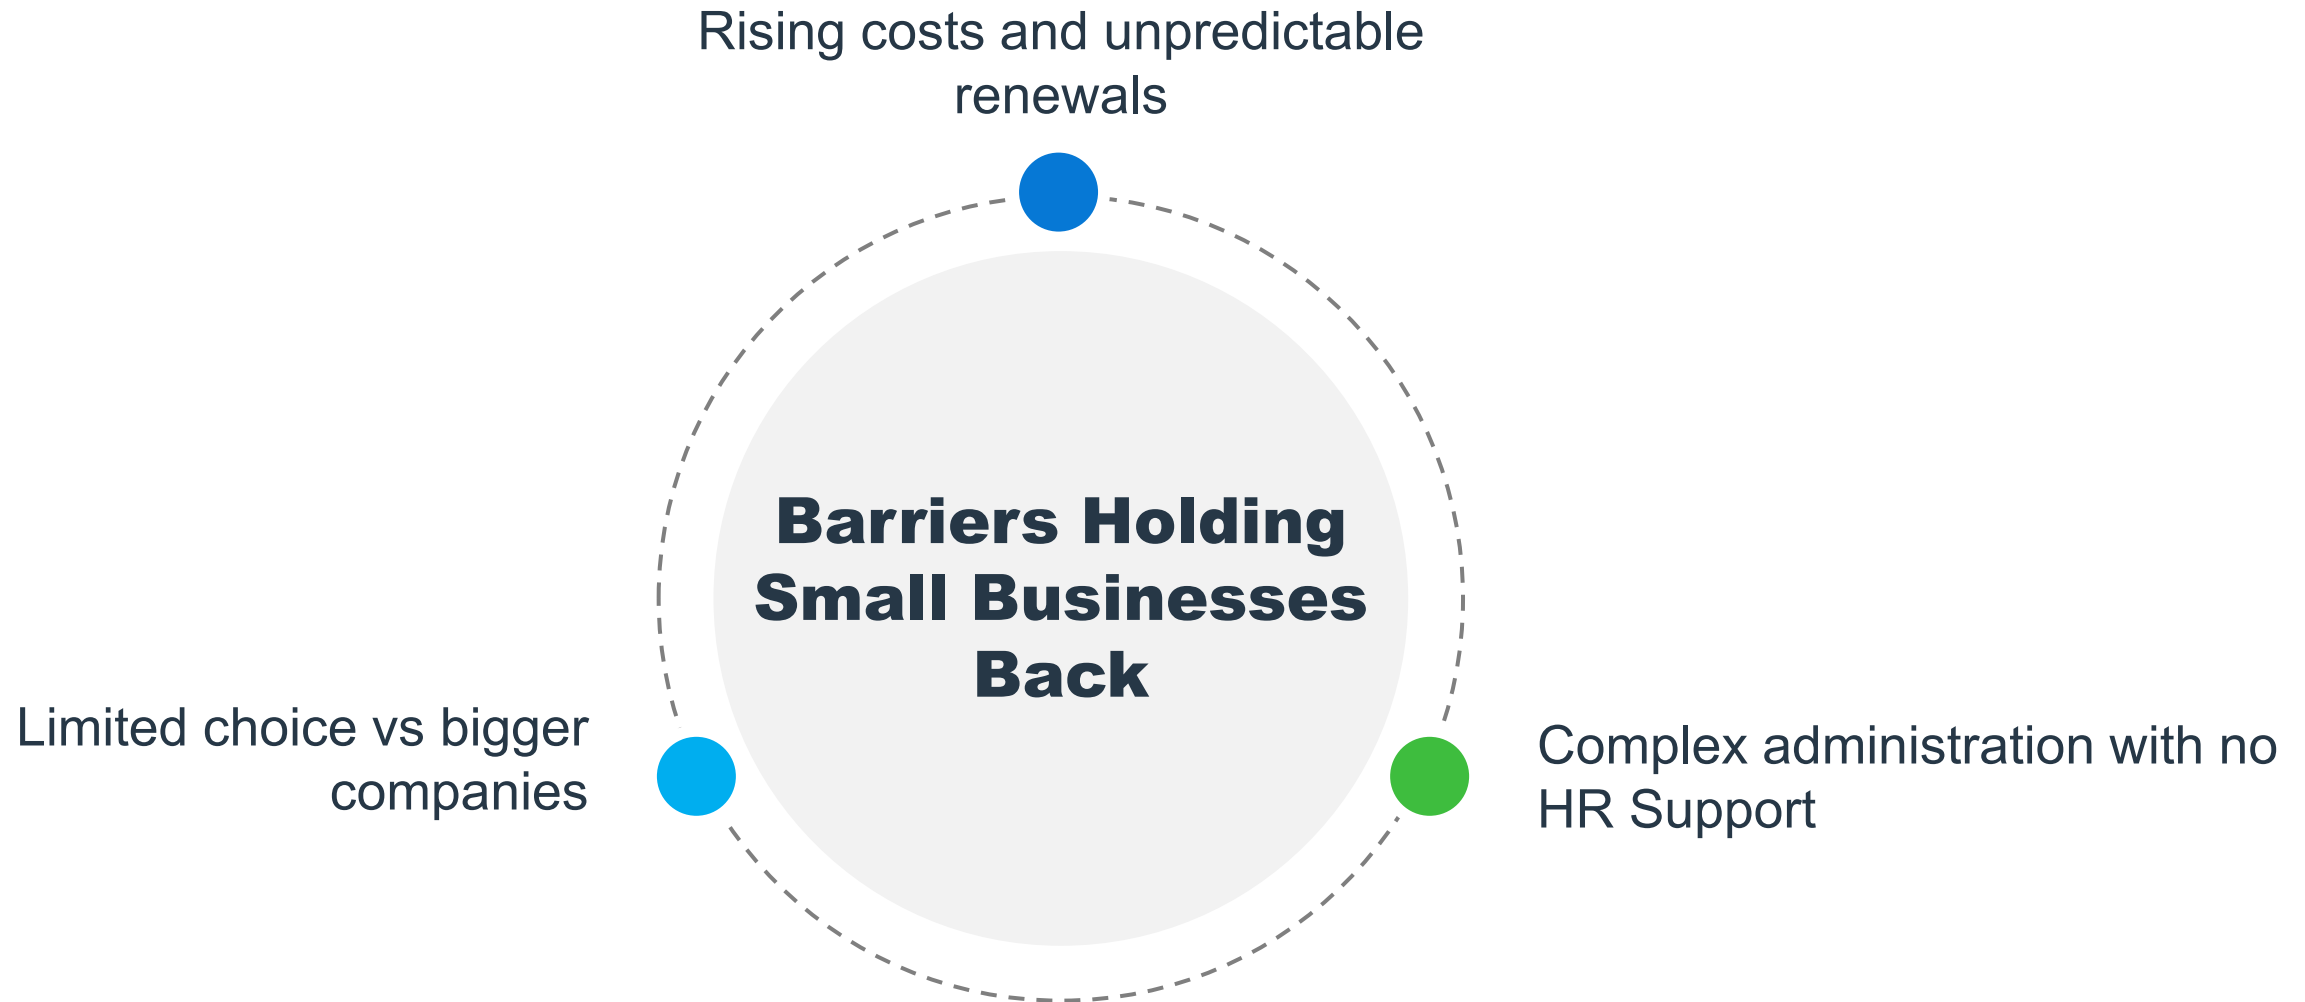 Rising costs and unpredictable
renewals
Barriers Holding
Small Businesses
Back
Limited choice vs bigger
companies
Complex administration with no
HR Support